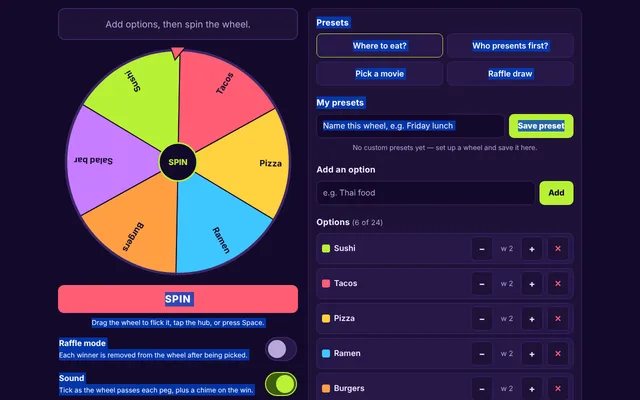 Add options, then spin the wheel.
Sushi
Tacos
Salad bar
SPIN
Pizza
Burgers
Ramen
SPIN
Drag the wheel to flick it, tap the hub, or press Space.
Raffle mode
Each winner is removed from the wheel after being picked.
Sound
Tick as the wheel passes each peg, plus a chime on the win.
Presets
Where to eat?
Who presents first?
Pick a movie
Raffle draw
My presets
Name this wheel, e.g. Friday lunch
Save preset
No custom presets yet — set up a wheel and save it here.
Add an option
e.g. Thai food
Add
Options (6 of 24)
Sushi − w 2 + ×
Tacos − w 2 + ×
Pizza − w 2 + ×
Ramen − w 2 + ×
Burgers − w 2 + ×